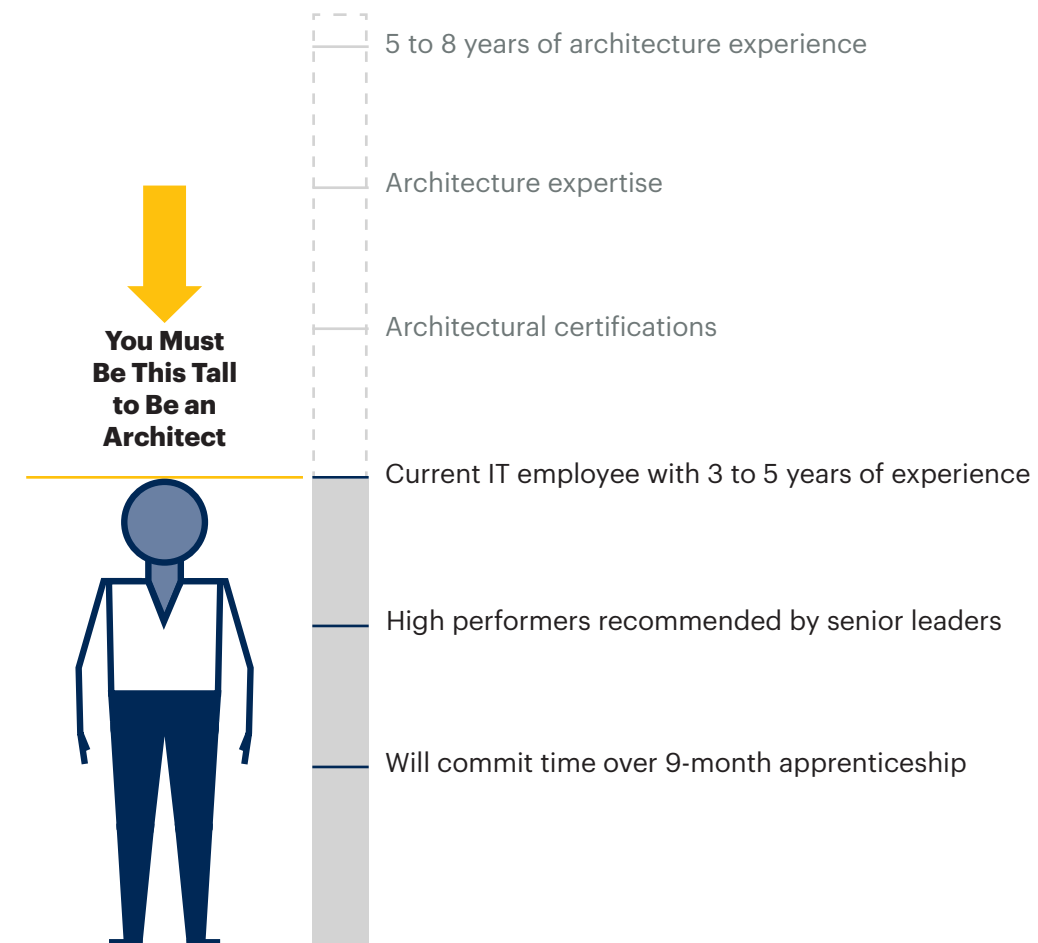 5 to 8 years of architecture experience
Architecture expertise
Architectural certifications
You Must
Be This Tall
to Be an
Architect
Current IT employee with 3 to 5 years of experience
High performers recommended by senior leaders
Will commit time over 9-month apprenticeship